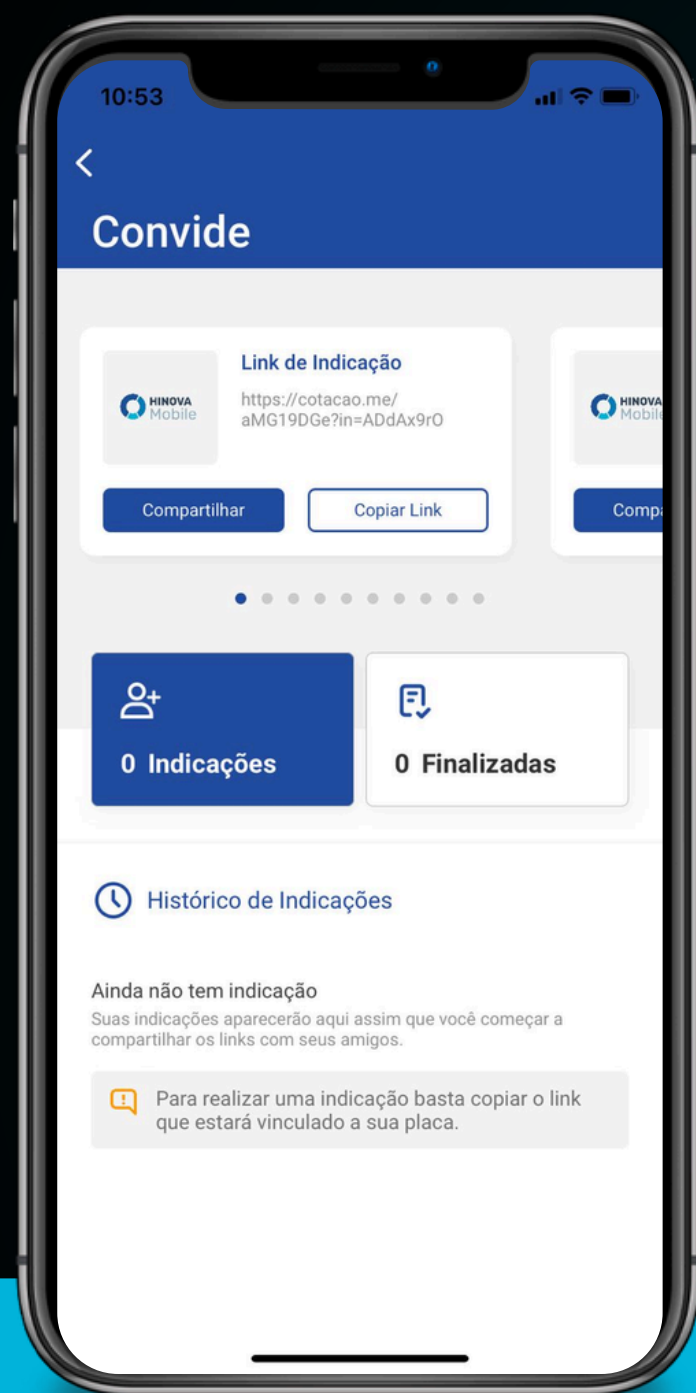 10:53
Convide
HINOVA
Mobile
Link de Indicação
https://cotacao.me/
aMG19DGe?in=ADdAx9rO
Compartilhar
Copiar Link
HINOVA
Mobile
Compa
0 Indicações
0 Finalizadas
Histórico de Indicações
Ainda não tem indicação
Suas indicações aparecerão aqui assim que você começar a
compartilhar os links com seus amigos.
Para realizar uma indicação basta copiar o link
que estará vinculado a sua placa.